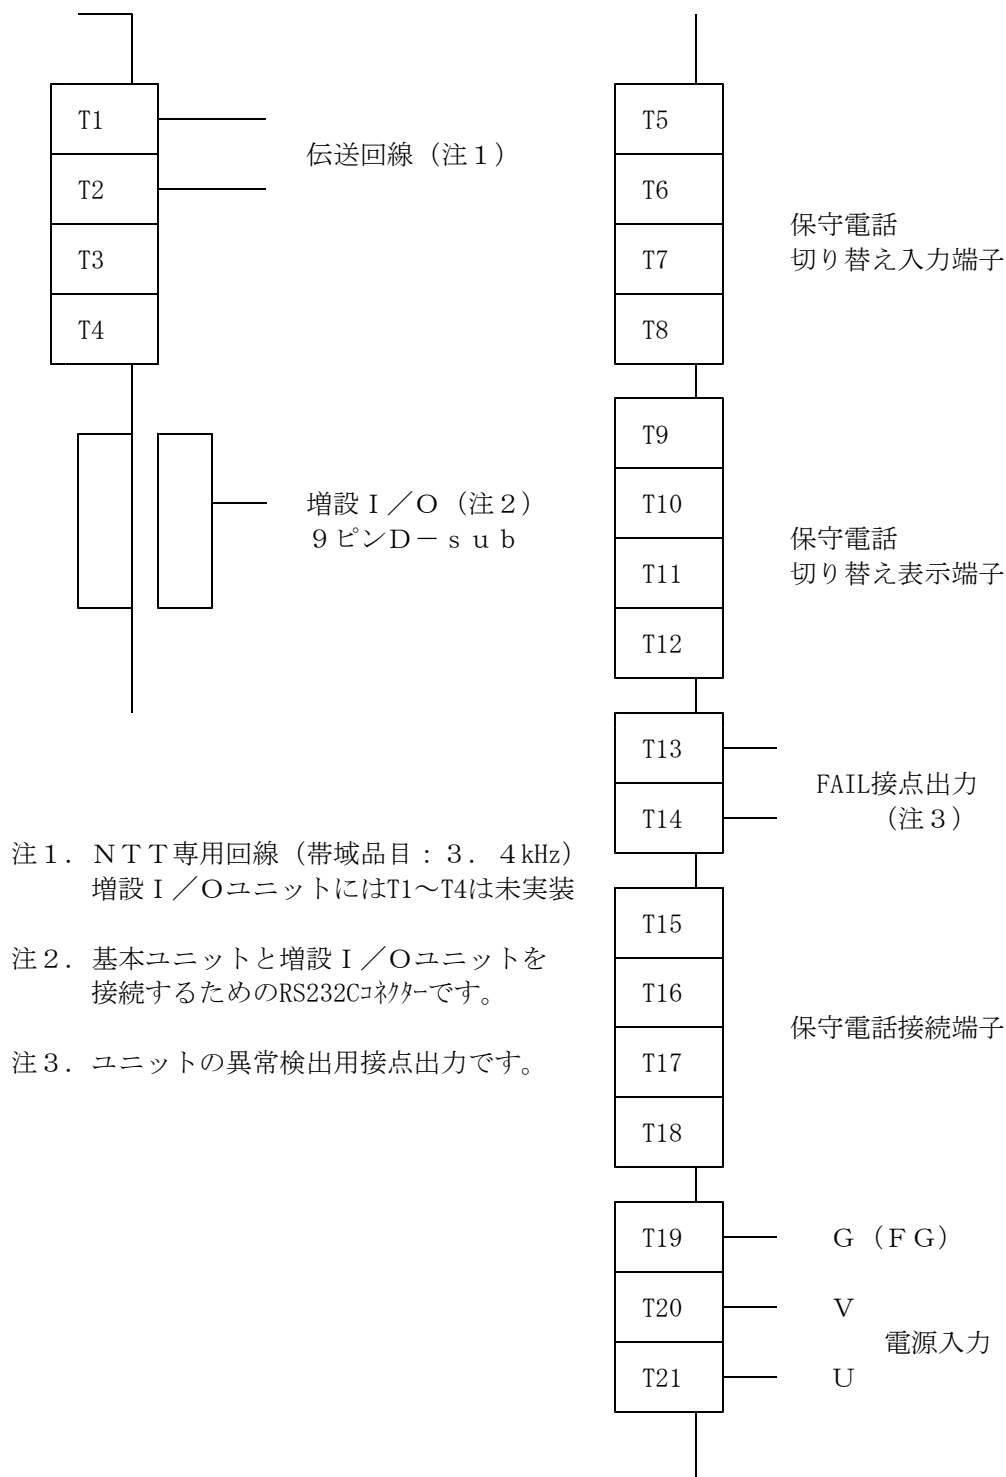 T1
伝送回線（注１）
T2
T3
T4
増設Ｉ／Ｏ（注２）
９ピンＤ－ｓｕｂ
T5
T6
保守電話
切り替え入力端子
T7
T8
T9
T10
保守電話
切り替え表示端子
T11
T12
T13
FAIL接点出力
（注３）
T14
注１．ＮＴＴ専用回線（帯域品目：３．４kHz）
増設Ｉ／ＯユニットにはT1～T4は未実装
注２．基本ユニットと増設Ｉ／Ｏユニットを
接続するためのRS232Cｺﾈｸﾀｰです。
注３．ユニットの異常検出用接点出力です。
T15
T16
保守電話接続端子
T17
T18
T19
Ｇ（ＦＧ）
T20
Ｖ
電源入力
T21
Ｕ